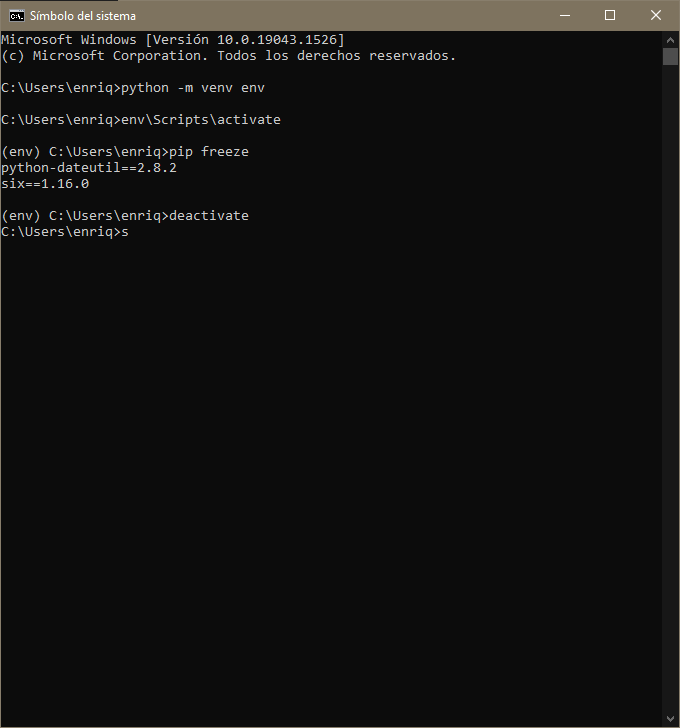 Símbolo del sistema
Microsoft Windows [Versión 10.0.19043.1526]
(c) Microsoft Corporation. Todos los derechos reservados.
C:\Users\enriq>python -m venv env
C:\Users\enriq>env\Scripts\activate
(env) C:\Users\enriq>pip freeze
python-dateutil==2.8.2
six==1.16.0
(env) C:\Users\enriq>deactivate
C:\Users\enriq>s